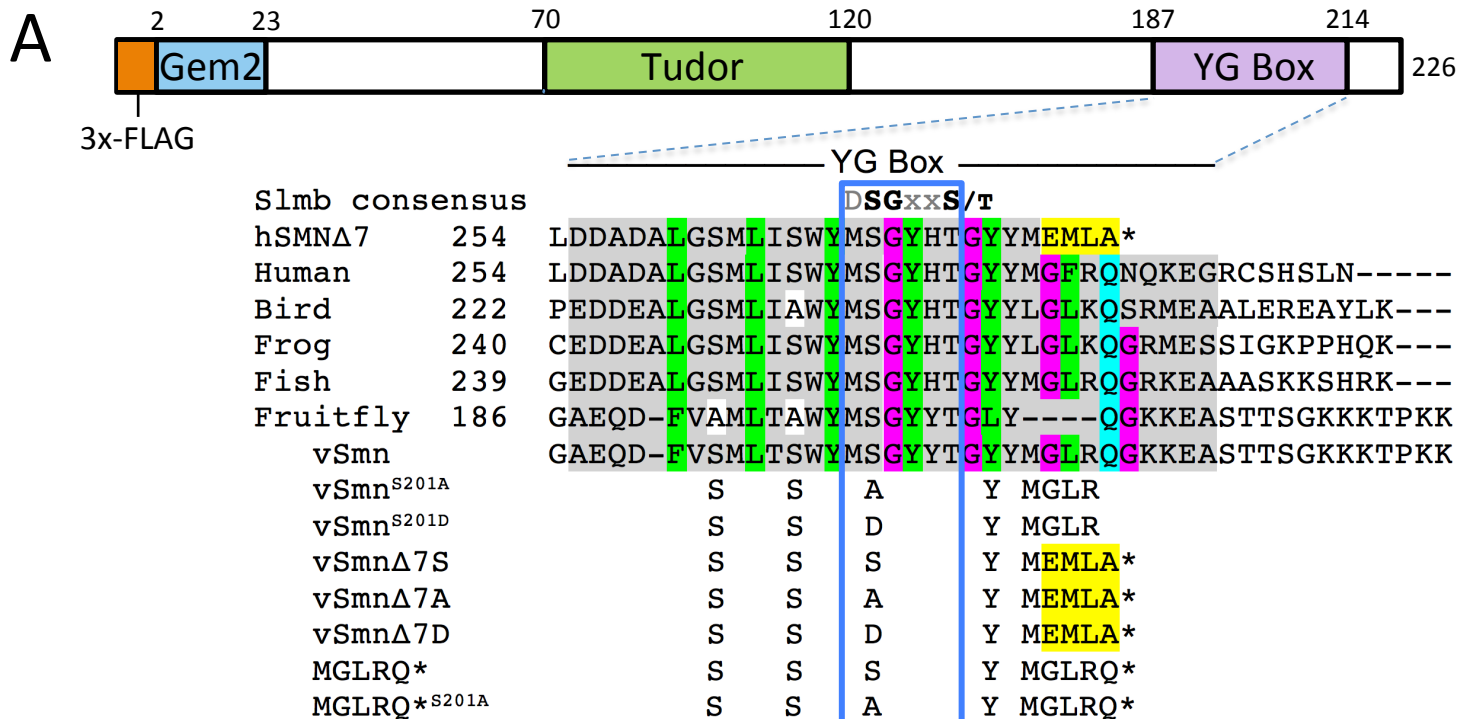 A
2 23 70 120 187 214
Gem2 Tudor YG Box 226
3x-FLAG
YG Box
Slmb consensus DSGxxS/T
hSMNΔ7 254 LDDADALGSMLISWYMSGYHTGYYMEMLA*
Human 254 LDDADALGSMLISWYMSGYHTGYYMGFRQNQKEGRCSHSLN-----
Bird 222 PEDDEALGSMLIAWYMSGYHTGYYLGLKQSRMEAALEREAYLK---
Frog 240 CEDDEALGSMLISWYMSGYHTGYYLGLKQGRMESSIGKPPHQK---
Fish 239 GEDDEALGSMLISWYMSGYHTGYYMGLRQGRKEAAASKKSHRK---
Fruitfly 186 GAEQD-FVAMLTAWYMSGYYTGLY----QGKKEASTTSGKKKTPKK
vSmn GAEQD-FVSMLTSWYMSGYYTGYYMGLRQGKKEASTTSGKKKTPKK
vSmnS201A S S A Y MGLR
vSmnS201D S S D Y MGLR
vSmnΔ7S S S S Y MEMLA*
vSmnΔ7A S S A Y MEMLA*
vSmnΔ7D S S D Y MEMLA*
MGLRQ* S S S Y MGLRQ*
MGLRQ*S201A S S A Y MGLRQ*